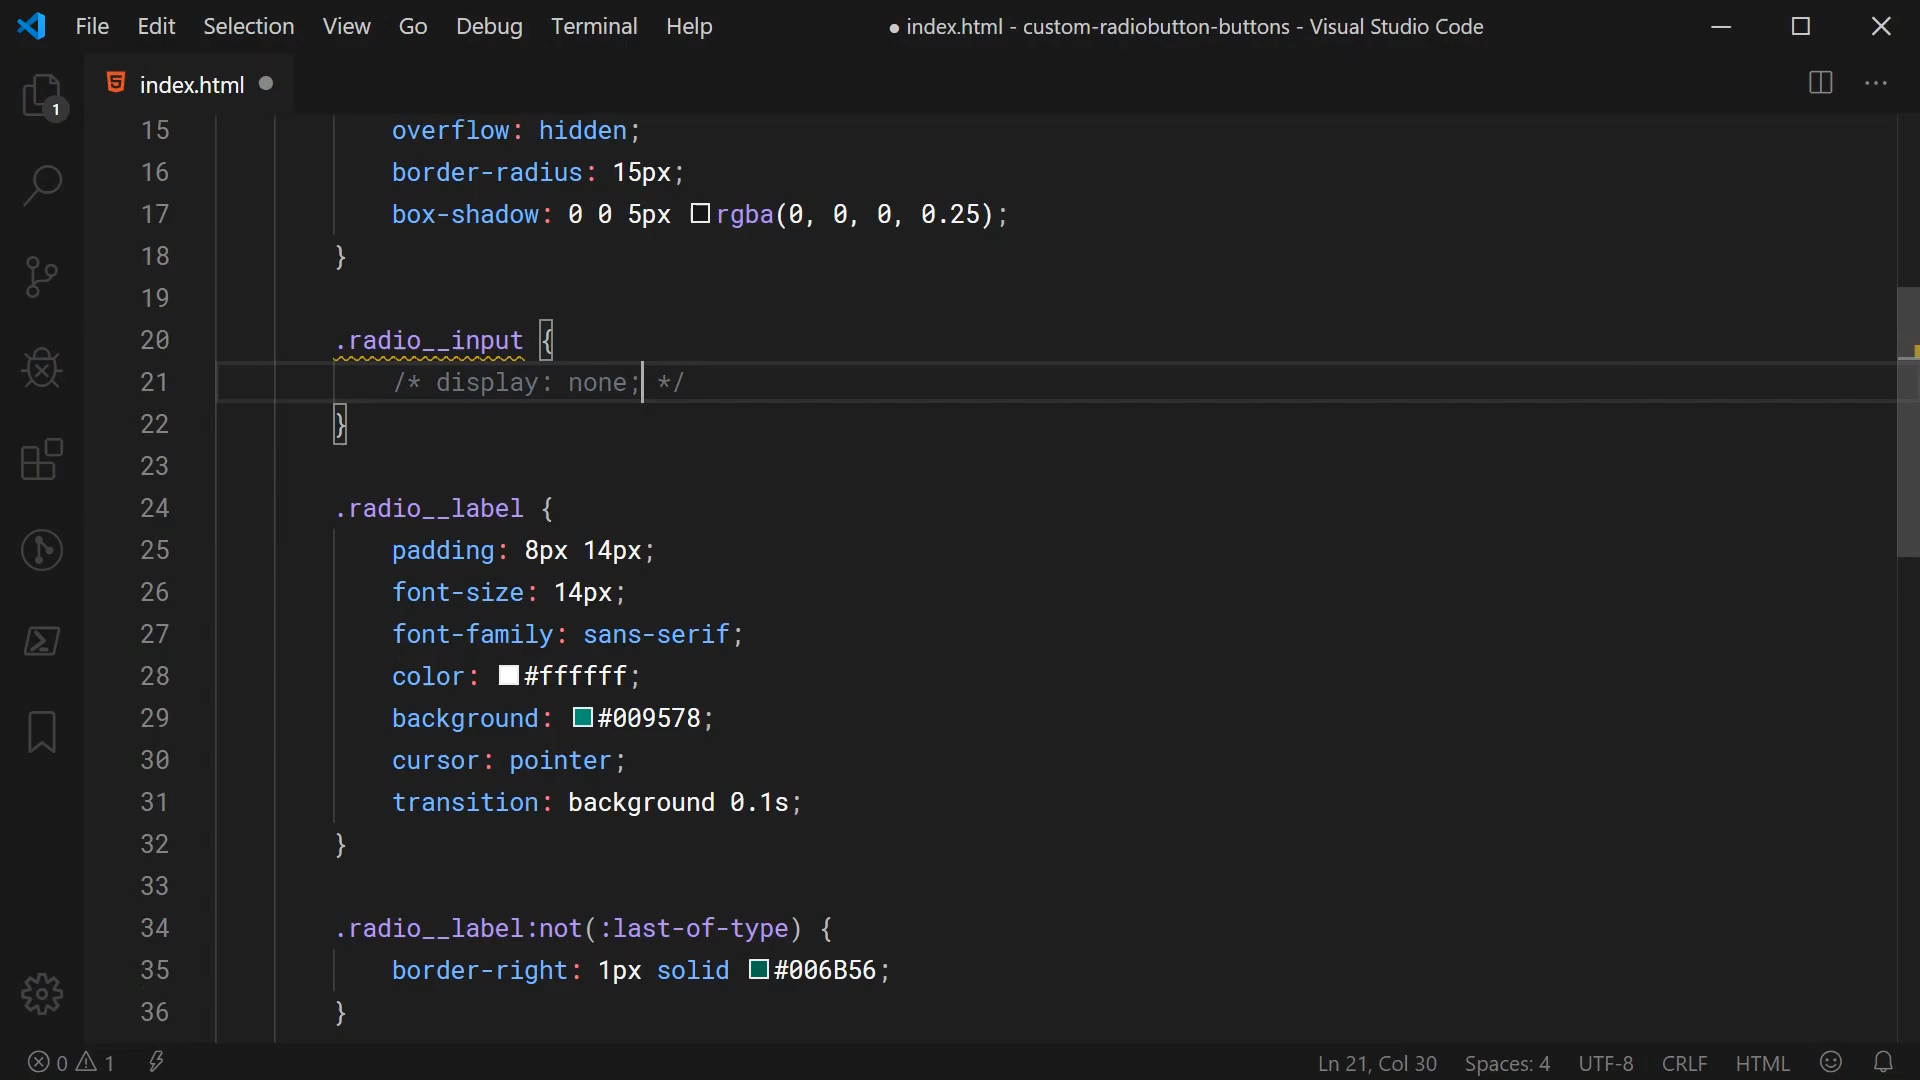 File Edit Selection View Go Debug Terminal Help ● index.html - custom-radiobutton-buttons - Visual Studio Code
index.html
1
15 overflow: hidden;
16 border-radius: 15px;
17 box-shadow: 0 0 5px rgba(0, 0, 0, 0.25);
18 }
19
20 .radio__input {
21 /* display: none; */
22 }
23
24 .radio__label {
25 padding: 8px 14px;
26 font-size: 14px;
27 font-family: sans-serif;
28 color: #ffffff;
29 background: #009578;
30 cursor: pointer;
31 transition: background 0.1s;
32 }
33
34 .radio__label:not(:last-of-type) {
35 border-right: 1px solid #006B56;
36 }
0 1 Ln 21, Col 30 Spaces: 4 UTF-8 CRLF HTML